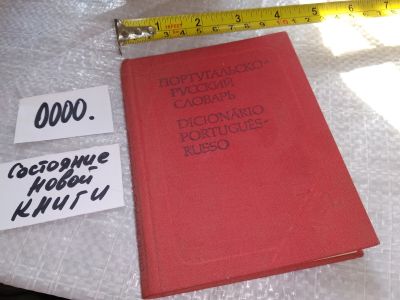 ПОРТУГАЛЬСКО-
РУССКИЙ
СЛОВАРЬ
DICIONÁRIO
PORTUGUÊS-
RUSSO
0000.
Состояние
новой
книги